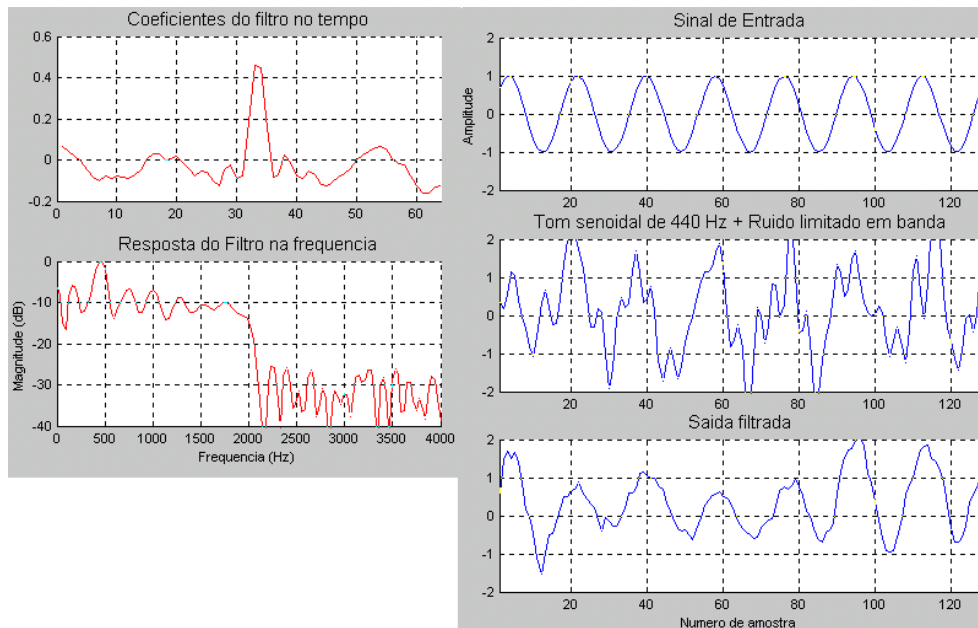 Coeficientes do filtro no tempo
0.6
0.4
0.2
0
-0.2
0 10 20 30 40 50 60
Resposta do Filtro na frequencia
Magnitude (dB)
0
-10
-20
-30
-40
0 500 1000 1500 2000 2500 3000 3500 4000
Frequencia (Hz)
Sinal de Entrada
Amplitude
2
1
0
-1
-2
20 40 60 80 100 120
Tom senoidal de 440 Hz + Ruido limitado em banda
2
1
0
-1
-2
20 40 60 80 100 120
Saida filtrada
2
1
0
-1
-2
20 40 60 80 100 120
Numero de amostra